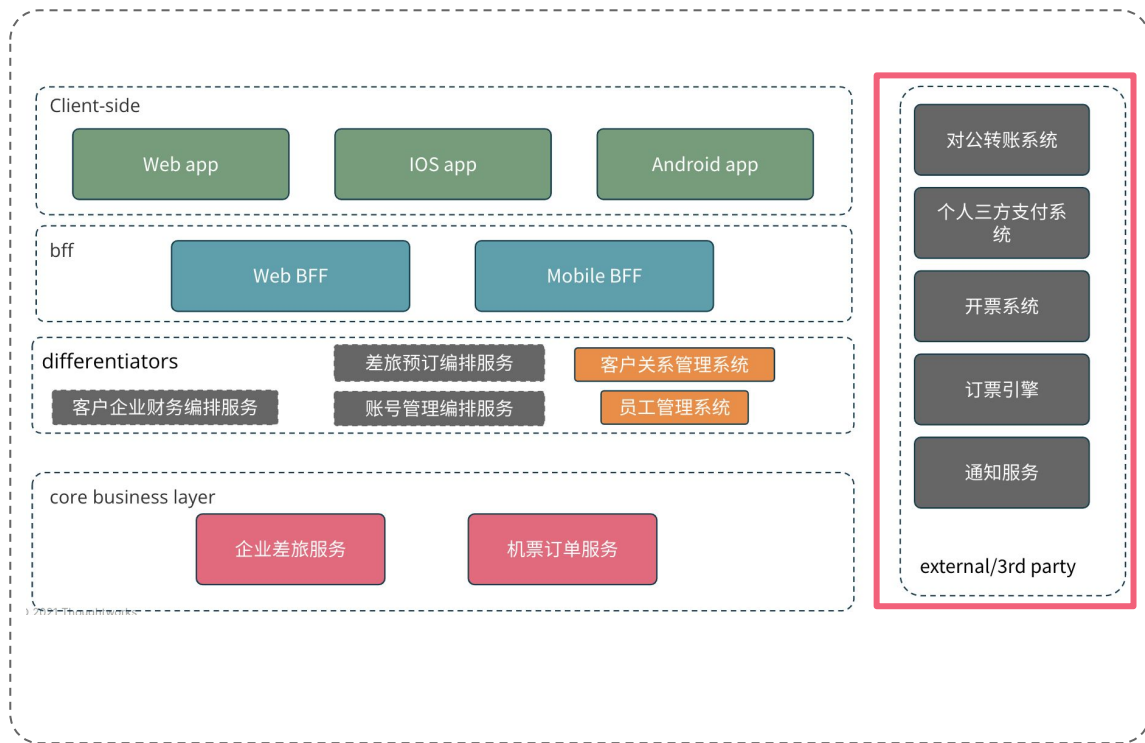 Client-side
Web app
IOS app
Android app
bff
Web BFF
Mobile BFF
differentiators
差旅预订编排服务
客户关系管理系统
客户企业财务编排服务
账号管理编排服务
员工管理系统
core business layer
企业差旅服务
机票订单服务
2021 Thoughtworks
对公转账系统
个人三方支付系
统
开票系统
订票引擎
通知服务
external/3rd party